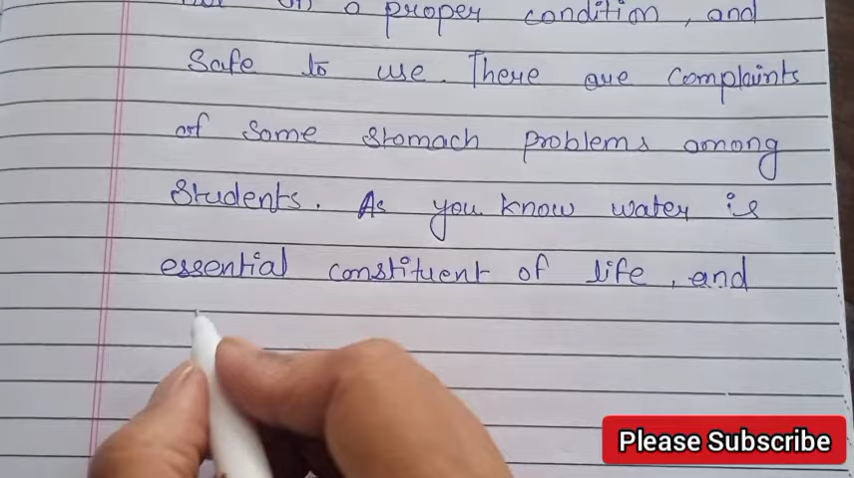 in a proper condition, and
safe to use. There are complaints
of some stomach problems among
students. As you know water is
essential constituent of life, and
Please Subscribe